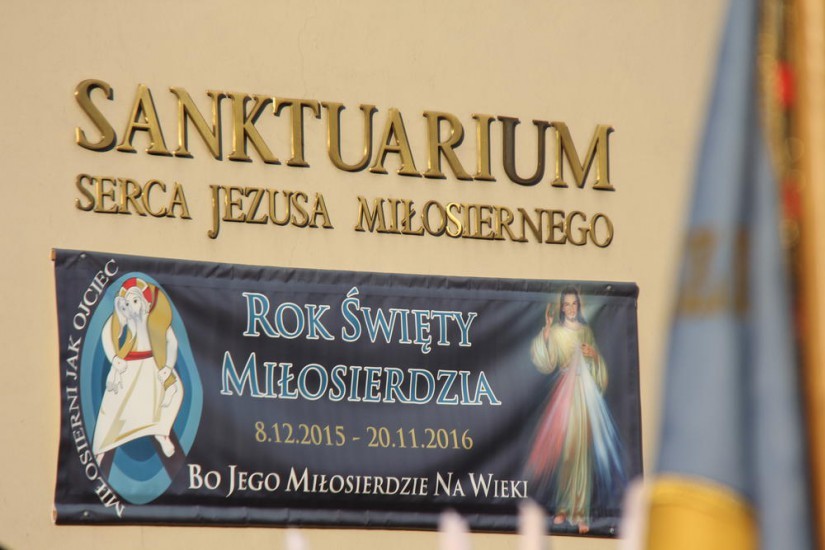 SANKTUARIUM
SERCA JEZUSA MIŁOSIERNEGO
MIŁOSIERNI JAK OJCIEC
ROK ŚWIĘTY
MIŁOSIERDZIA
8.12.2015 - 20.11.2016
BO JEGO MIŁOSIERDZIE NA WIEKI